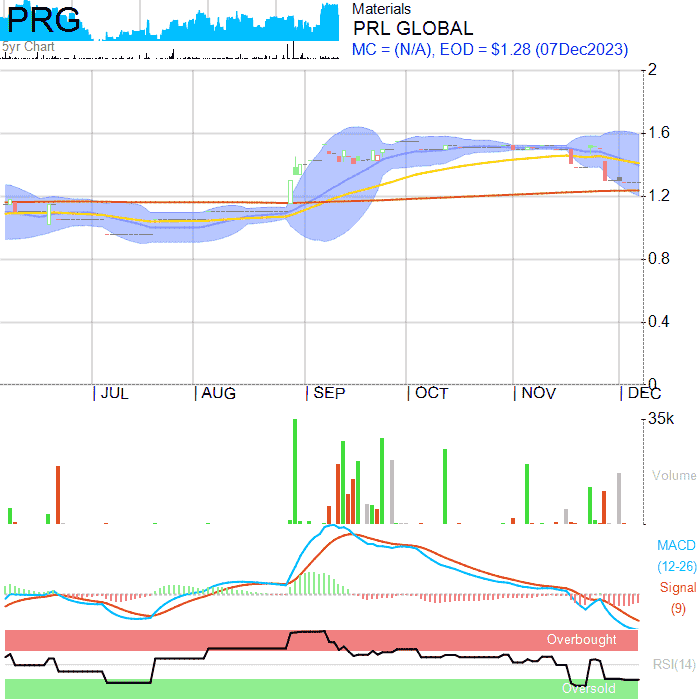 PRG
5yr Chart
Materials
PRL GLOBAL
MC = (N/A), EOD = $1.28 (07Dec2023)
2
1.6
1.2
0.8
0.4
0
JUL AUG SEP OCT NOV DEC
35k
Volume
MACD
(12-26)
Signal
(9)
Overbought
RSI(14)
Oversold